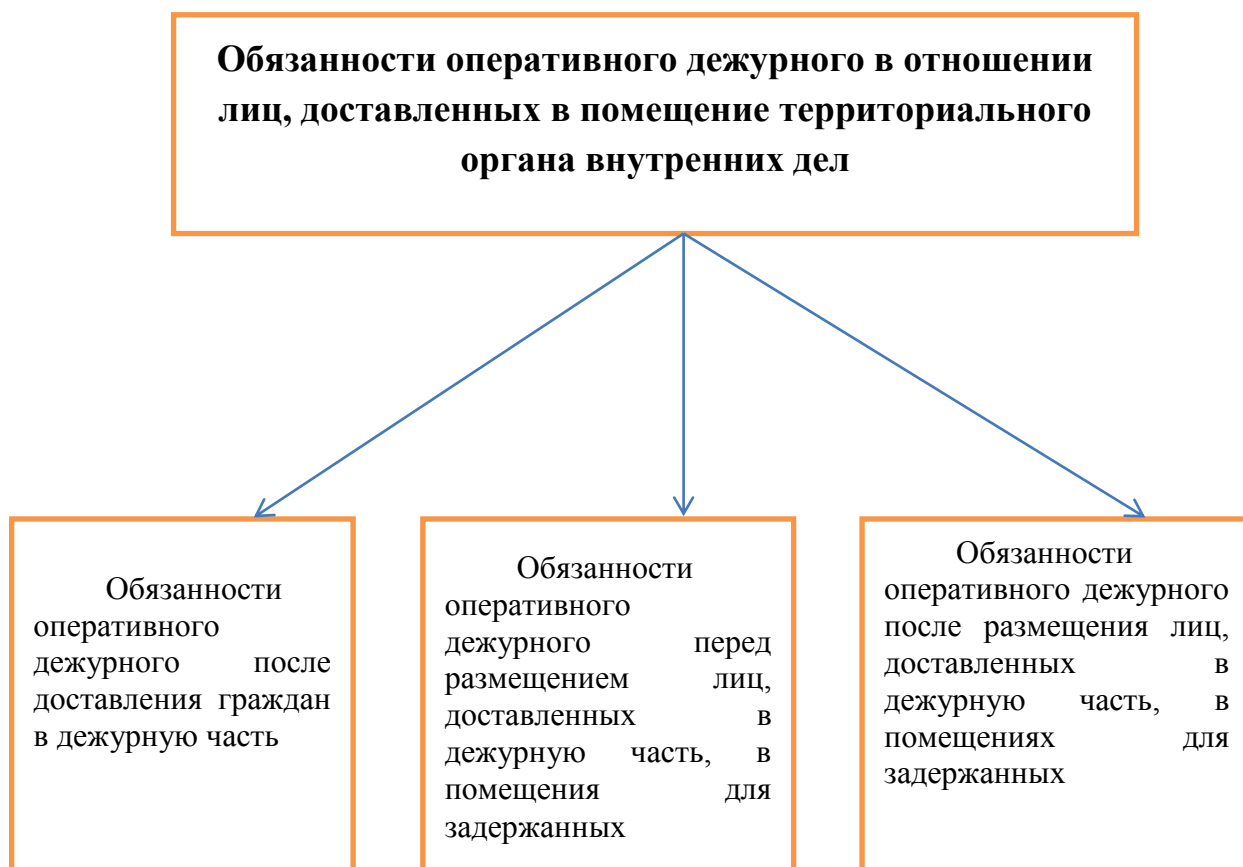 Обязанности оперативного дежурного в отношении
лиц, доставленных в помещение территориального
органа внутренних дел
Обязанности
оперативного
дежурного после
доставления граждан
в дежурную часть
Обязанности
оперативного
дежурного перед
размещением лиц,
доставленных в
дежурную часть, в
помещения для
задержанных
Обязанности
оперативного дежурного
после размещения лиц,
доставленных в
дежурную часть, в
помещениях для
задержанных